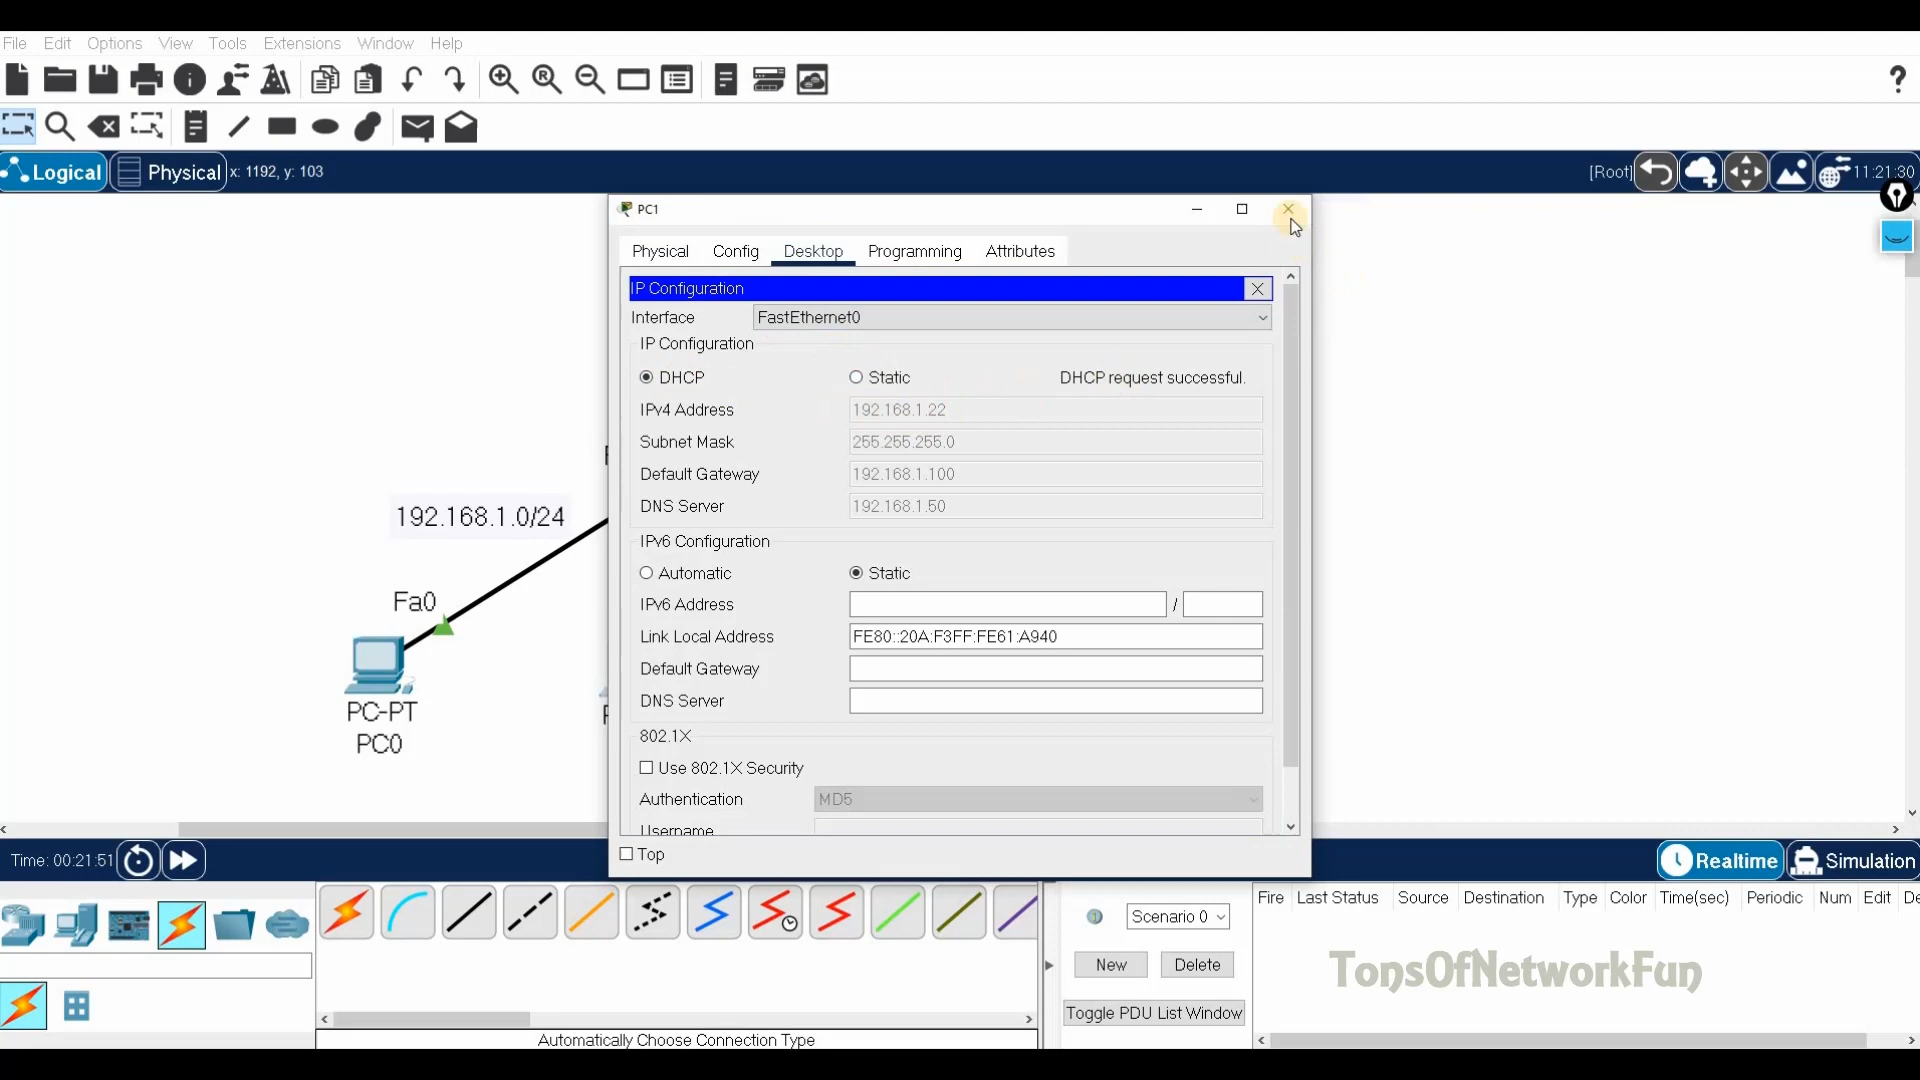 File Edit Options View Tools Extensions Window Help
Logical Physical x: 1192, y: 103 [Root] 11:21:30
PC1
Physical Config Desktop Programming Attributes
IP Configuration X
Interface FastEthernet0
IP Configuration
DHCP Static DHCP request successful.
IPv4 Address 192.168.1.22
Subnet Mask 255.255.255.0
Default Gateway 192.168.1.100
DNS Server 192.168.1.50
IPv6 Configuration
Automatic Static
IPv6 Address /
Link Local Address FE80::20A:F3FF:FE61:A940
Default Gateway
DNS Server
802.1X
Use 802.1X Security
Authentication MD5
Username
Top
192.168.1.0/24
Fa0
PC-PT
PC0
Time: 00:21:51 Realtime Simulation
Scenario 0
New Delete
Toggle PDU List Window
Fire Last Status Source Destination Type Color Time(sec) Periodic Num Edit De
TonsOfNetworkFun
Automatically Choose Connection Type